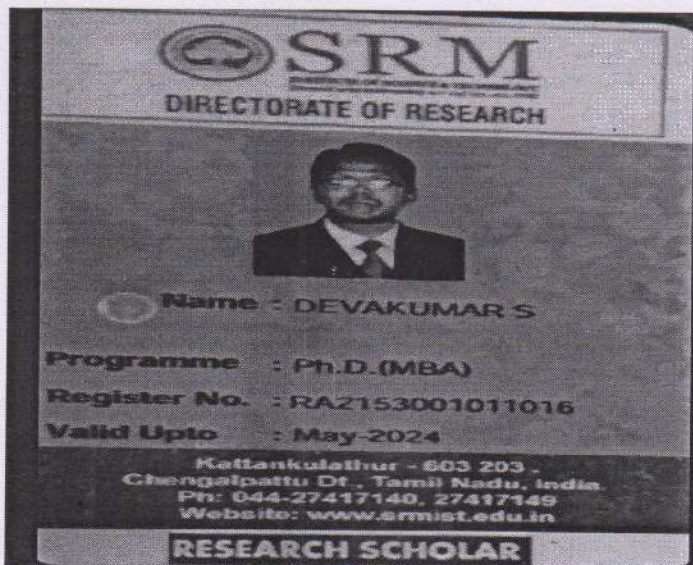 SRM
DIRECTORATE OF RESEARCH
Name : DEVAKUMAR S
Programme : Ph.D.(MBA)
Register No. : RA2153001011016
Valid Upto : May-2024
Kattankulathur - 603 203 .
Chengalpattu Dt., Tamil Nadu, India.
Ph: 044-27417140, 27417149
Website: www.srmist.edu.in
RESEARCH SCHOLAR